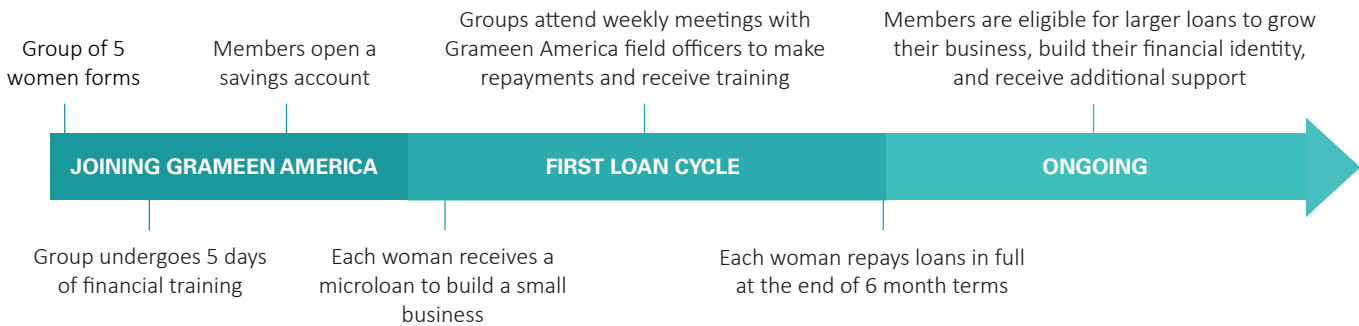 Group of 5
women forms
Members open a
savings account
Groups attend weekly meetings with
Grameen America field officers to make
repayments and receive training
Members are eligible for larger loans to grow
their business, build their financial identity,
and receive additional support
JOINING GRAMEEN AMERICA
FIRST LOAN CYCLE
ONGOING
Group undergoes 5 days
of financial training
Each woman receives a
microloan to build a small
business
Each woman repays loans in full
at the end of 6 month terms